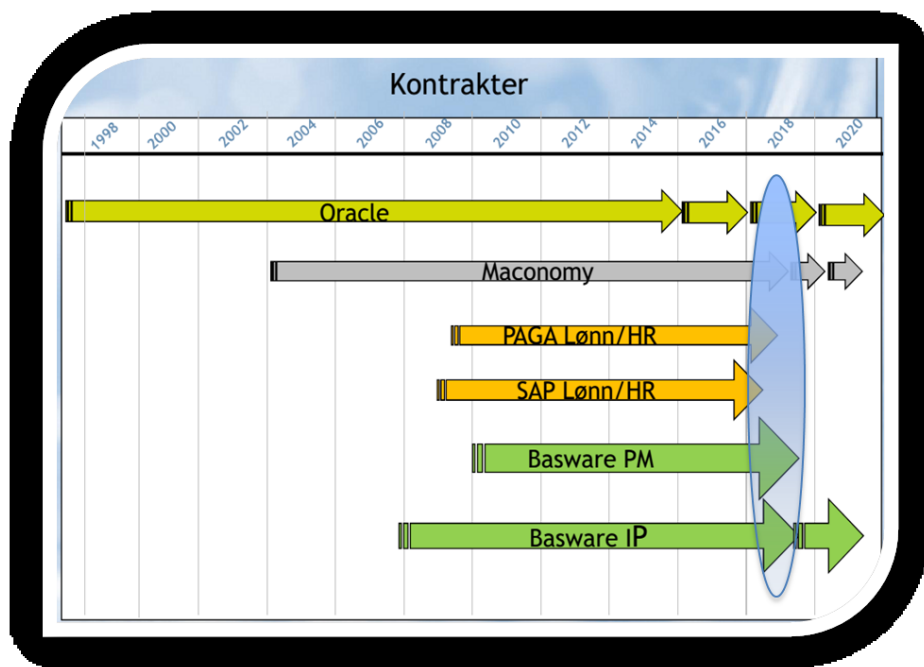 Kontrakter
1998 2000 2002 2004 2006 2008 2010 2012 2014 2016 2018 2020
Oracle
Maconomy
PAGA Lønn/HR
SAP Lønn/HR
Basware PM
Basware IP